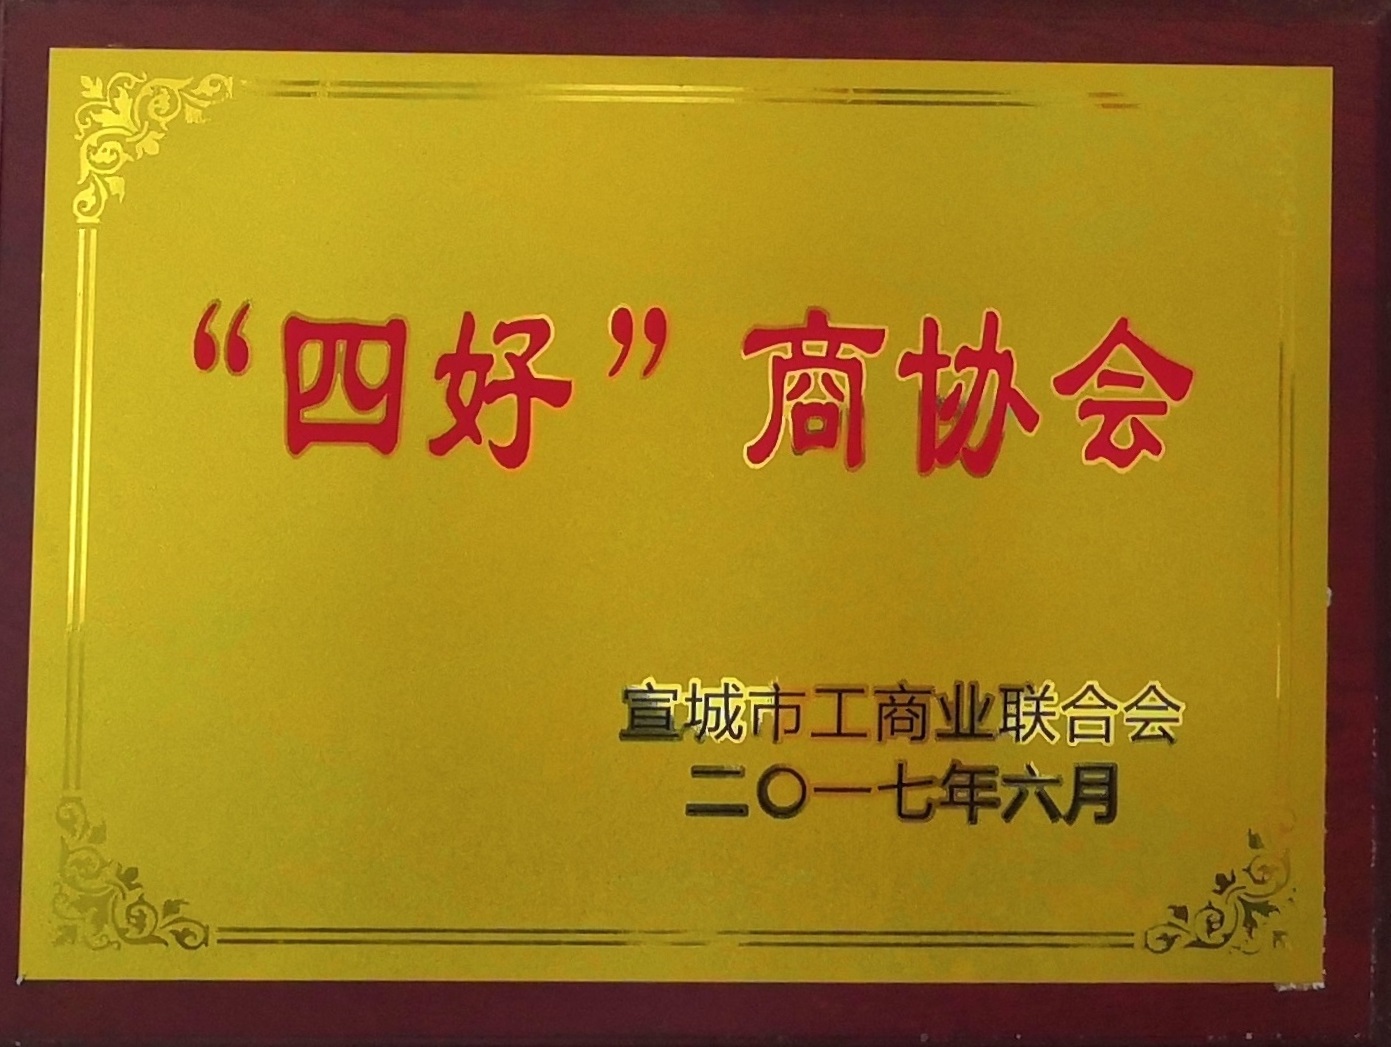 “四好”商协会
宣城市工商业联合会
二〇一七年六月